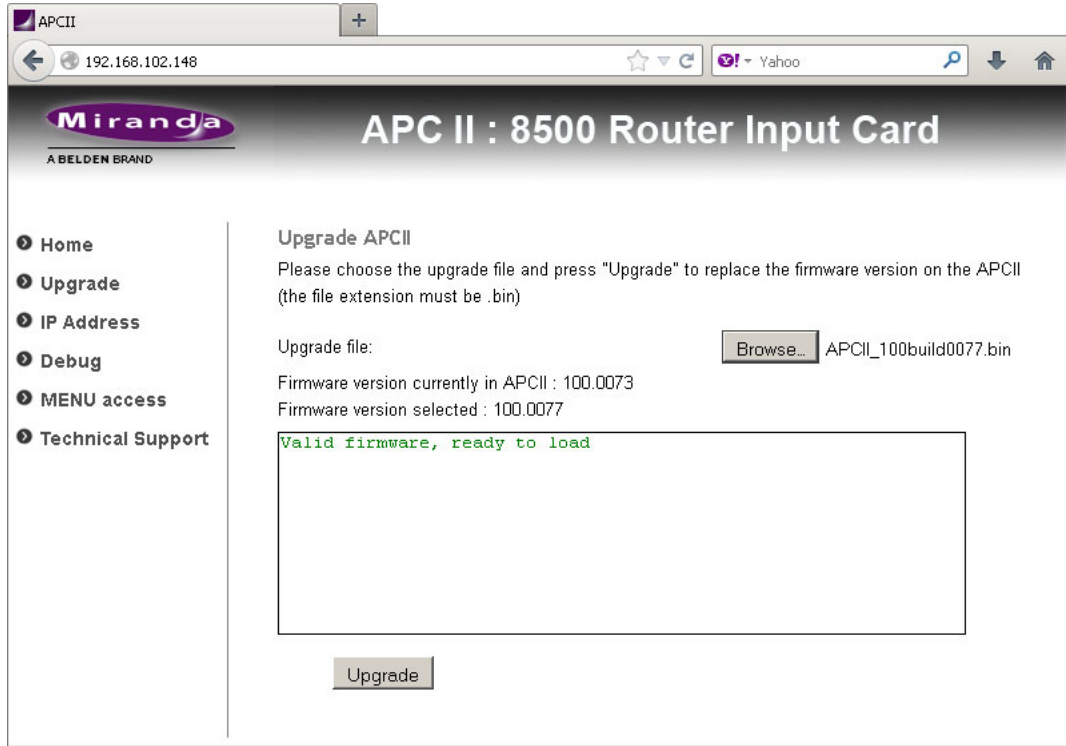 APCII
+
192.168.102.148
Y! Yahoo
Miranda
A BELDEN BRAND
APC II : 8500 Router Input Card
Home
Upgrade
IP Address
Debug
MENU access
Technical Support
Upgrade APCII
Please choose the upgrade file and press "Upgrade" to replace the firmware version on the APCII
(the file extension must be .bin)
Upgrade file:
Browse... APCII_100build0077.bin
Firmware version currently in APCII : 100.0073
Firmware version selected : 100.0077
Valid firmware, ready to load
Upgrade